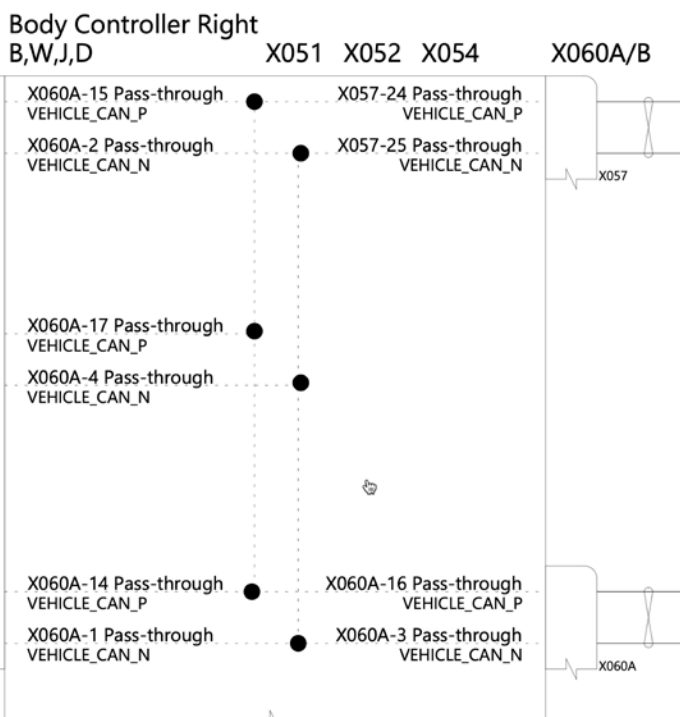 Body Controller Right
B,W,J,D X051 X052 X054 X060A/B
X060A-15 Pass-through X057-24 Pass-through
VEHICLE_CAN_P VEHICLE_CAN_P
X060A-2 Pass-through X057-25 Pass-through
VEHICLE_CAN_N VEHICLE_CAN_N
X057
X060A-17 Pass-through
VEHICLE_CAN_P
X060A-4 Pass-through
VEHICLE_CAN_N
X060A-14 Pass-through X060A-16 Pass-through
VEHICLE_CAN_P VEHICLE_CAN_P
X060A-1 Pass-through X060A-3 Pass-through
VEHICLE_CAN_N VEHICLE_CAN_N
X060A